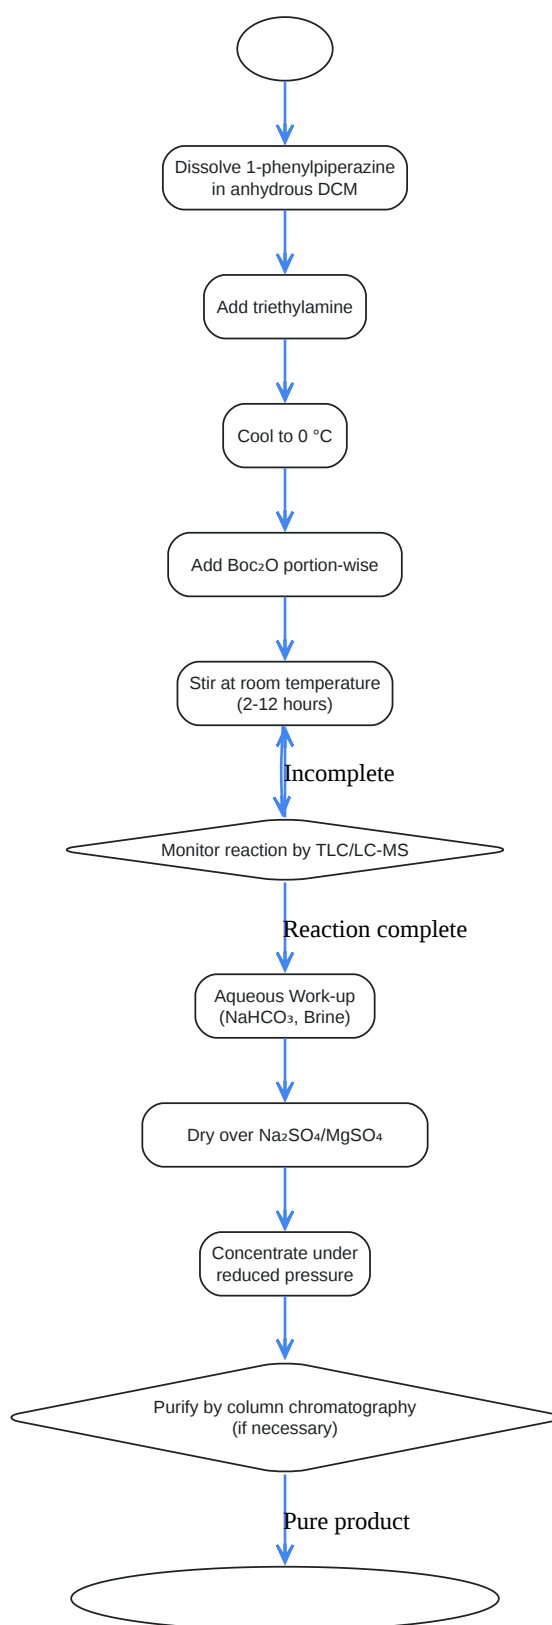 Dissolve 1-phenylpiperazine
in anhydrous DCM
Add triethylamine
Cool to 0 °C
Add Boc₂O portion-wise
Stir at room temperature
(2-12 hours)
Incomplete
Monitor reaction by TLC/LC-MS
Reaction complete
Aqueous Work-up
(NaHCO₃, Brine)
Dry over Na₂SO₄/MgSO₄
Concentrate under
reduced pressure
Purify by column chromatography
(if necessary)
Pure product